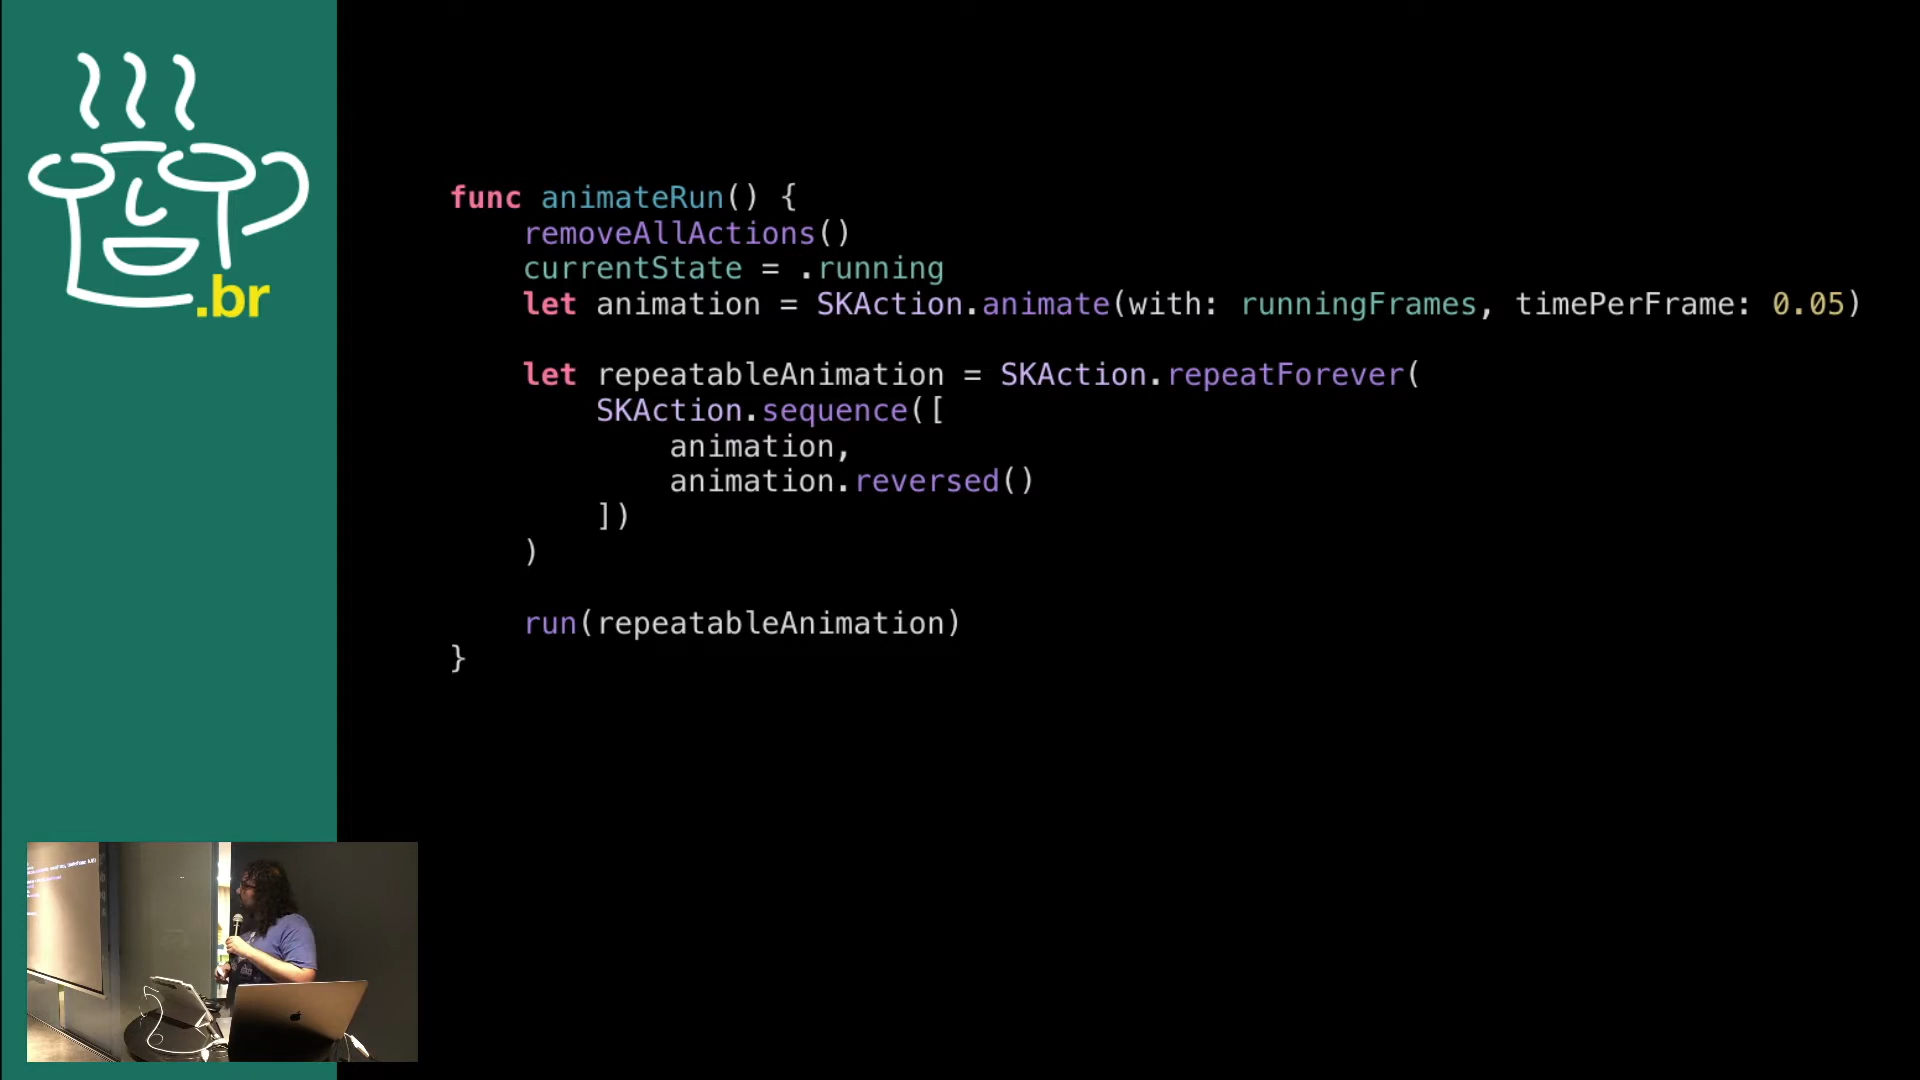 .br
func animateRun() {
    removeAllActions()
    currentState = .running
    let animation = SKAction.animate(with: runningFrames, timePerFrame: 0.05)

    let repeatableAnimation = SKAction.repeatForever(
        SKAction.sequence([
            animation,
            animation.reversed()
        ])
    )

    run(repeatableAnimation)
}